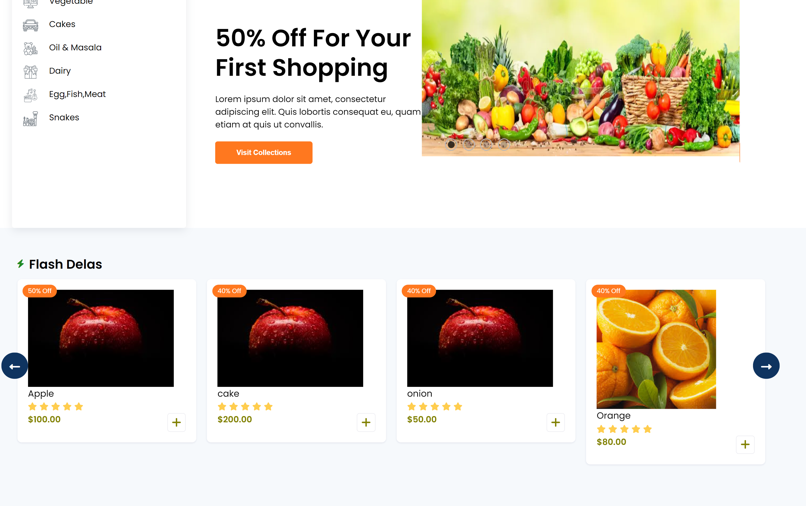 Vegetable
Cakes
Oil & Masala
Dairy
Egg,Fish,Meat
Snakes
50% Off For Your
First Shopping
Lorem ipsum dolor sit amet, consectetur
adipiscing elit. Quis lobortis consequat eu, quam
etiam at quis ut convallis.
Visit Collections
Flash Delas
50% Off
Apple
$100.00
40% Off
cake
$200.00
40% Off
onion
$50.00
40% Off
Orange
$80.00